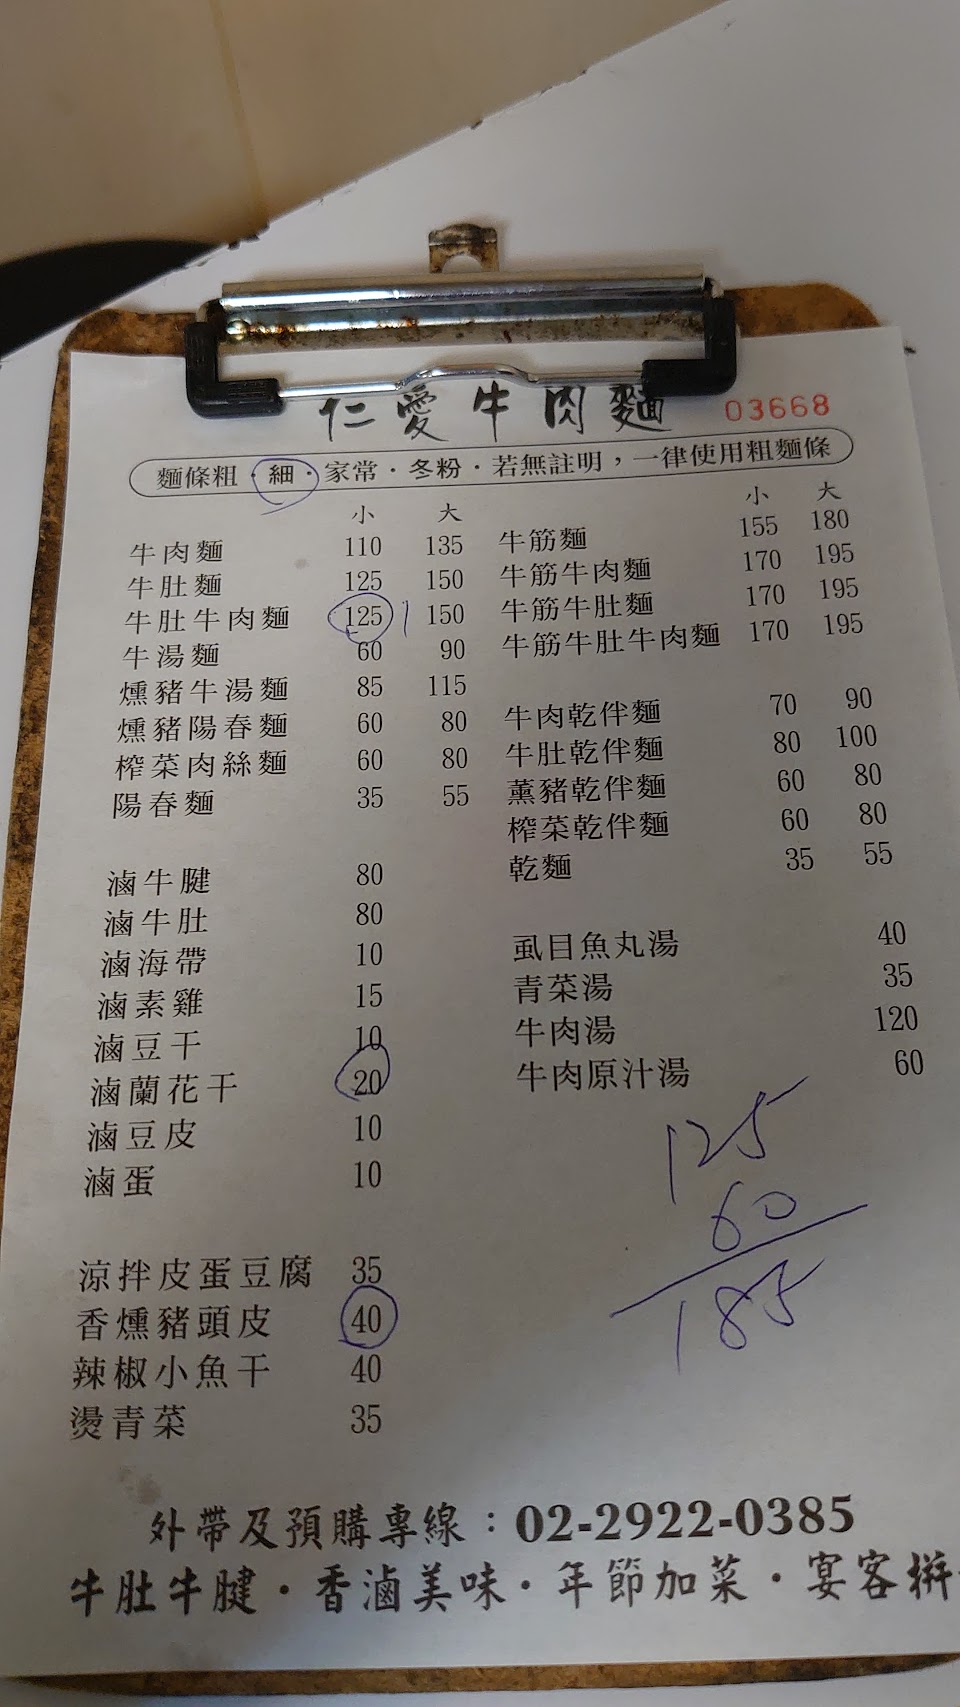 仁愛牛肉麵 03668
麵條粗·細·家常·冬粉·若無註明，一律使用粗麵條
小 大
牛肉麵 110 135
牛肚麵 125 150
牛肚牛肉麵 125 | 150
牛湯麵 60 90
燻豬牛湯麵 85 115
燻豬陽春麵 60 80
榨菜肉絲麵 60 80
陽春麵 35 55
滷牛腱 80
滷牛肚 80
滷海帶 10
滷素雞 15
滷豆干 10
滷蘭花干 20
滷豆皮 10
滷蛋 10
涼拌皮蛋豆腐 35
香燻豬頭皮 40
辣椒小魚干 40
燙青菜 35
小 大
牛筋麵 155 180
牛筋牛肉麵 170 195
牛筋牛肚麵 170 195
牛筋牛肚牛肉麵 170 195
牛肉乾伴麵 70 90
牛肚乾伴麵 80 100
薰豬乾伴麵 60 80
榨菜乾伴麵 60 80
乾麵 35 55
虱目魚丸湯 40
青菜湯 35
牛肉湯 120
牛肉原汁湯 60
125
60
185
外帶及預購專線：02-2922-0385
牛肚牛腱·香滷美味·年節加菜·宴客拼